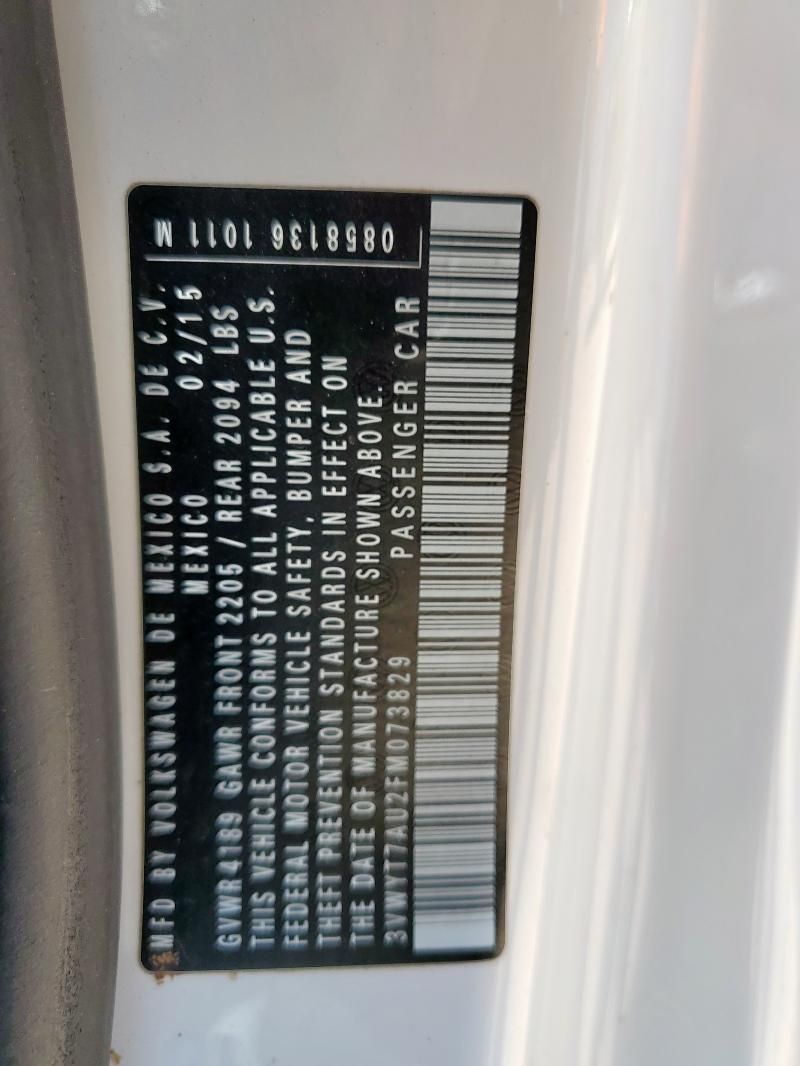 MFD BY VOLKSWAGEN DE MEXICO S.A. DE C.V.
MEXICO 02/15
GVWR 4189 GAWR FRONT 2205 / REAR 2094 LBS
THIS VEHICLE CONFORMS TO ALL APPLICABLE U.S.
FEDERAL MOTOR VEHICLE SAFETY, BUMPER AND
THEFT PREVENTION STANDARDS IN EFFECT ON
THE DATE OF MANUFACTURE SHOWN ABOVE.
3VWYT7AU2FM073829 PASSENGER CAR
0858136 1011 M